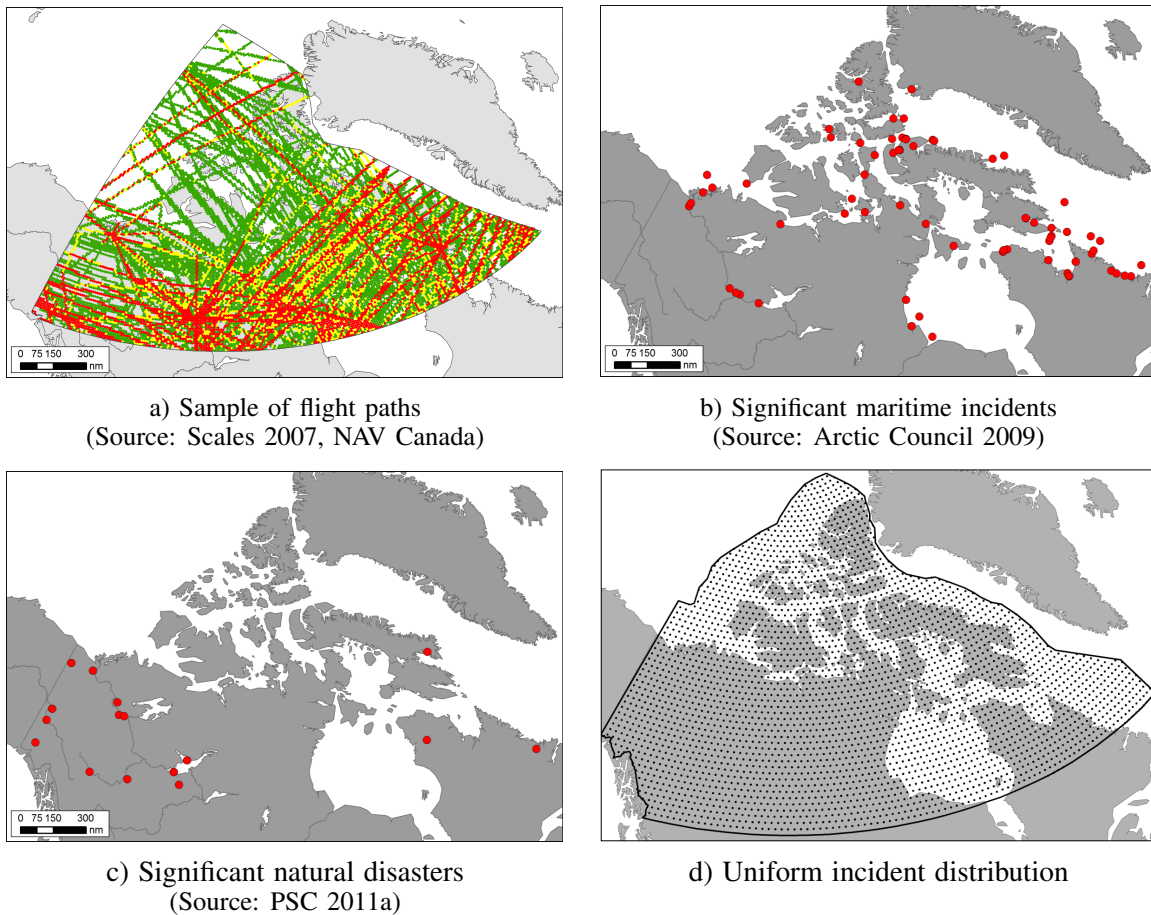 0 75 150 300 nm
a) Sample of flight paths
(Source: Scales 2007, NAV Canada)
b) Significant maritime incidents
(Source: Arctic Council 2009)
0 75 150 300 nm
0 75 150 300 nm
c) Significant natural disasters
(Source: PSC 2011a)
d) Uniform incident distribution